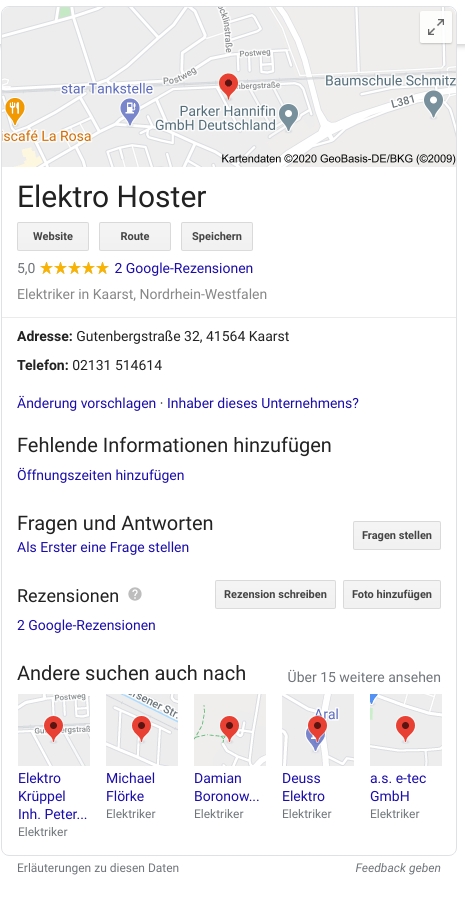 öcklinstraße
Postweg
Postweg
nbergstraße
star Tankstelle
Baumschule Schmitz
L381
Parker Hannifin
GmbH Deutschland
scafé La Rosa
Kartendaten ©2020 GeoBasis-DE/BKG (©2009)
Elektro Hoster
Website Route Speichern
5,0 ★★★★★ 2 Google-Rezensionen
Elektriker in Kaarst, Nordrhein-Westfalen
Adresse: Gutenbergstraße 32, 41564 Kaarst
Telefon: 02131 514614
Änderung vorschlagen · Inhaber dieses Unternehmens?
Fehlende Informationen hinzufügen
Öffnungszeiten hinzufügen
Fragen und Antworten
Fragen stellen
Als Erster eine Frage stellen
Rezensionen ? Rezension schreiben Foto hinzufügen
2 Google-Rezensionen
Andere suchen auch nach Über 15 weitere ansehen
Postweg
ersener Str.
Aral
Elektro Krüppel Inh. Peter... Elektriker
Michael Flörke Elektriker
Damian Boronow... Elektriker
Deuss Elektro Elektriker
a.s. e-tec GmbH Elektriker
Erläuterungen zu diesen Daten Feedback geben